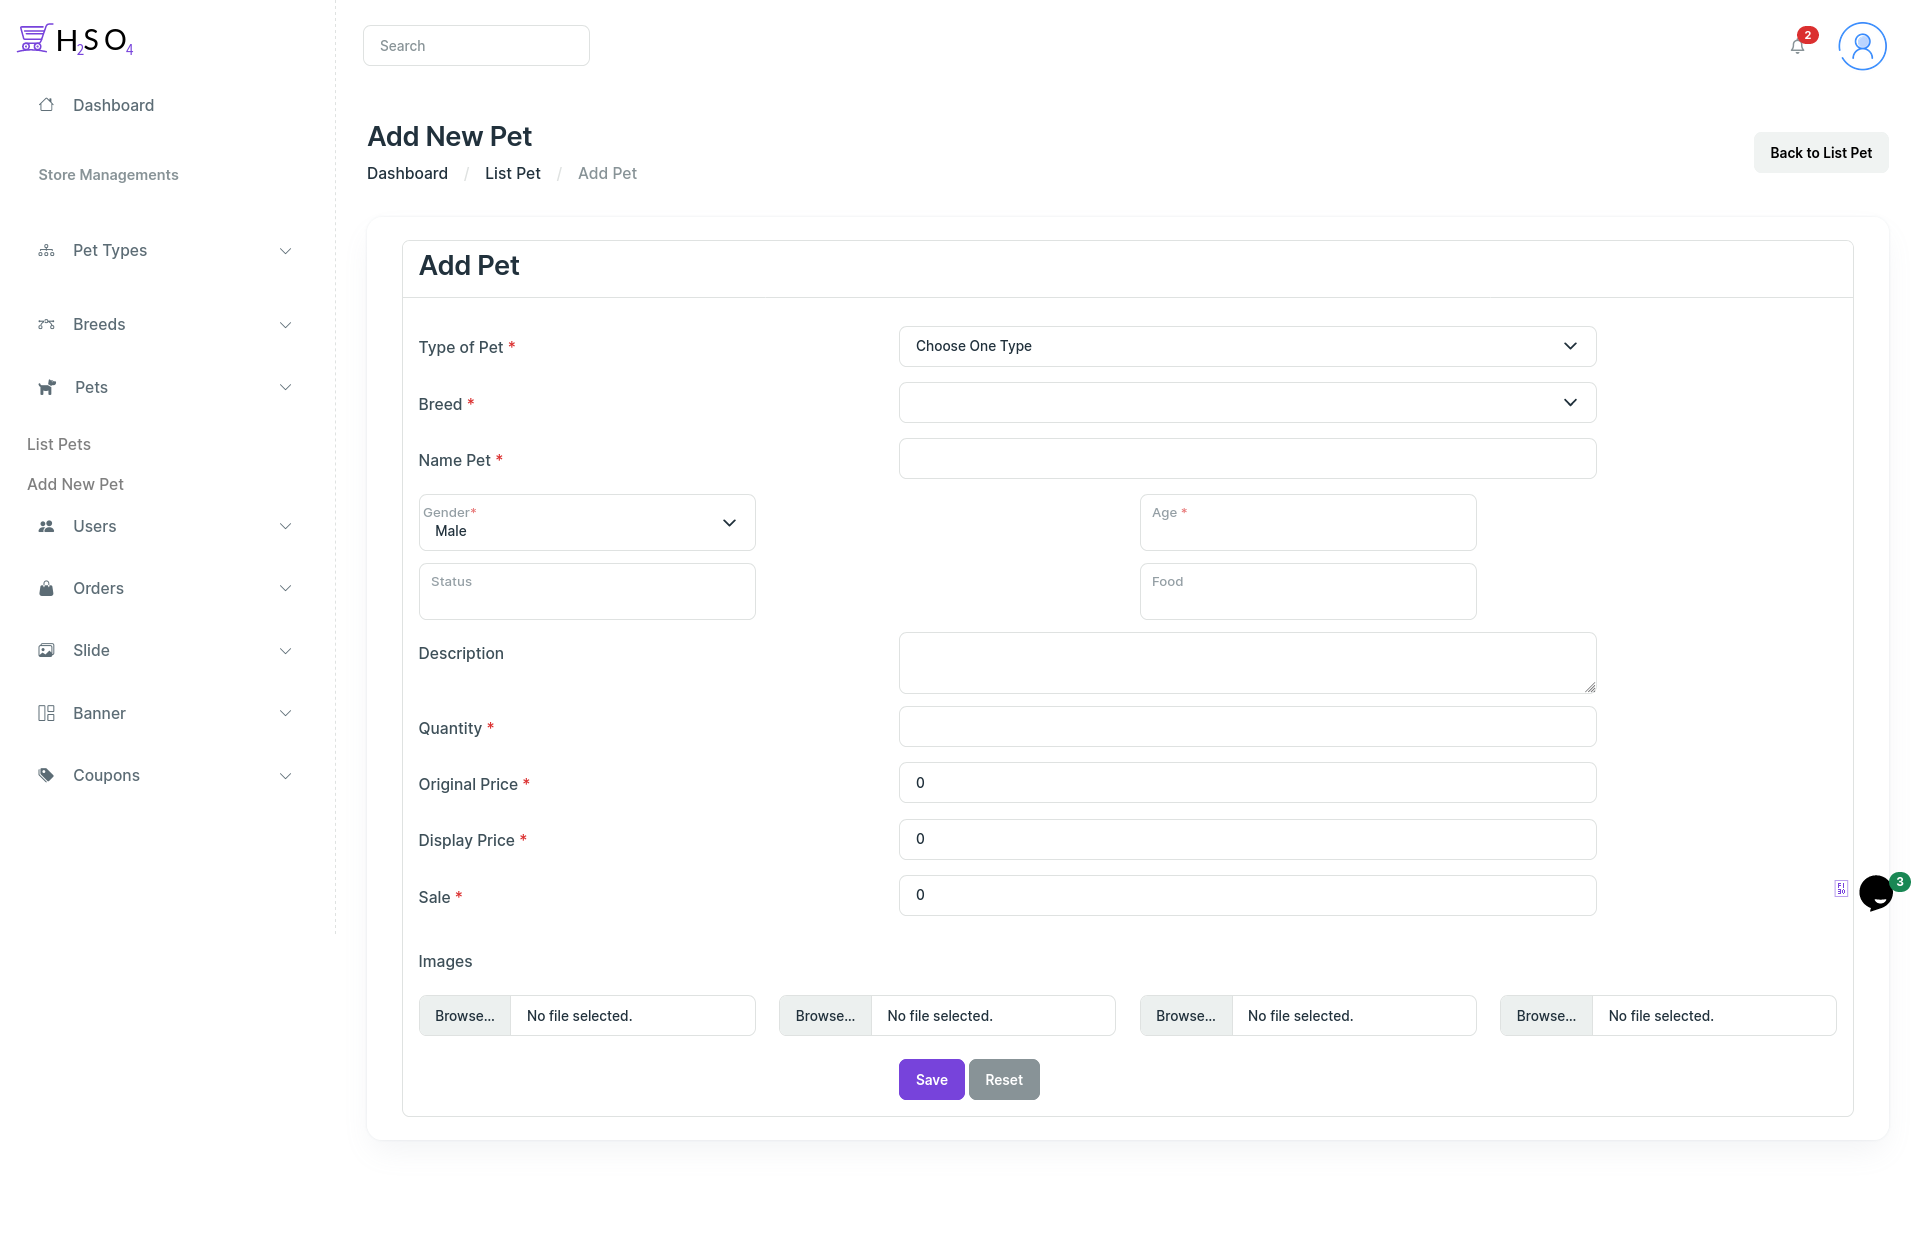 H2SO4
Search
2
Dashboard
Add New Pet
Dashboard / List Pet / Add Pet
Back to List Pet
Store Managements
Pet Types
Breeds
Pets
List Pets
Add New Pet
Users
Orders
Slide
Banner
Coupons
Add Pet
Type of Pet * Choose One Type
Breed *
Name Pet *
Gender*
Male
Age *
Status
Food
Description
Quantity *
Original Price * 0
Display Price * 0
Sale * 0
3
Images
Browse... No file selected. Browse... No file selected. Browse... No file selected. Browse... No file selected.
Save Reset